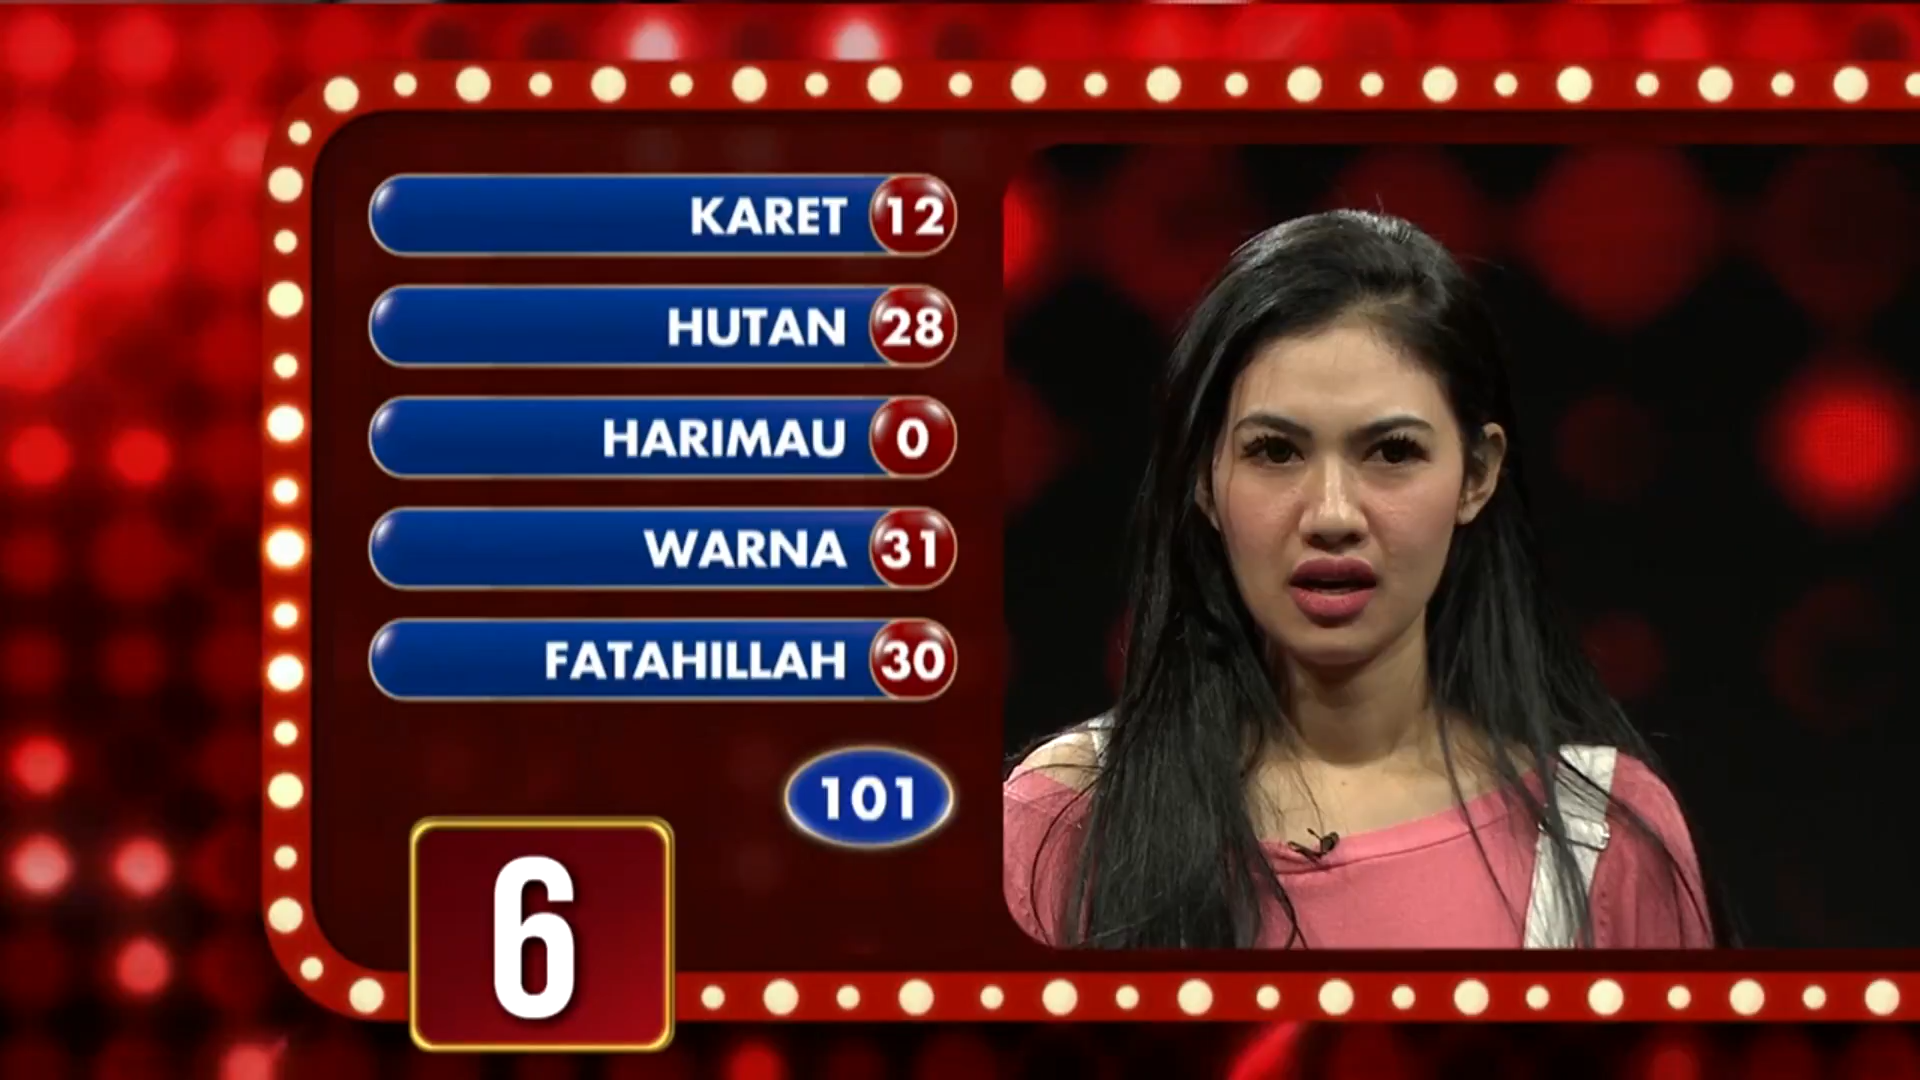 KARET 12
HUTAN 28
HARIMAU 0
WARNA 31
FATAHILLAH 30
101
6